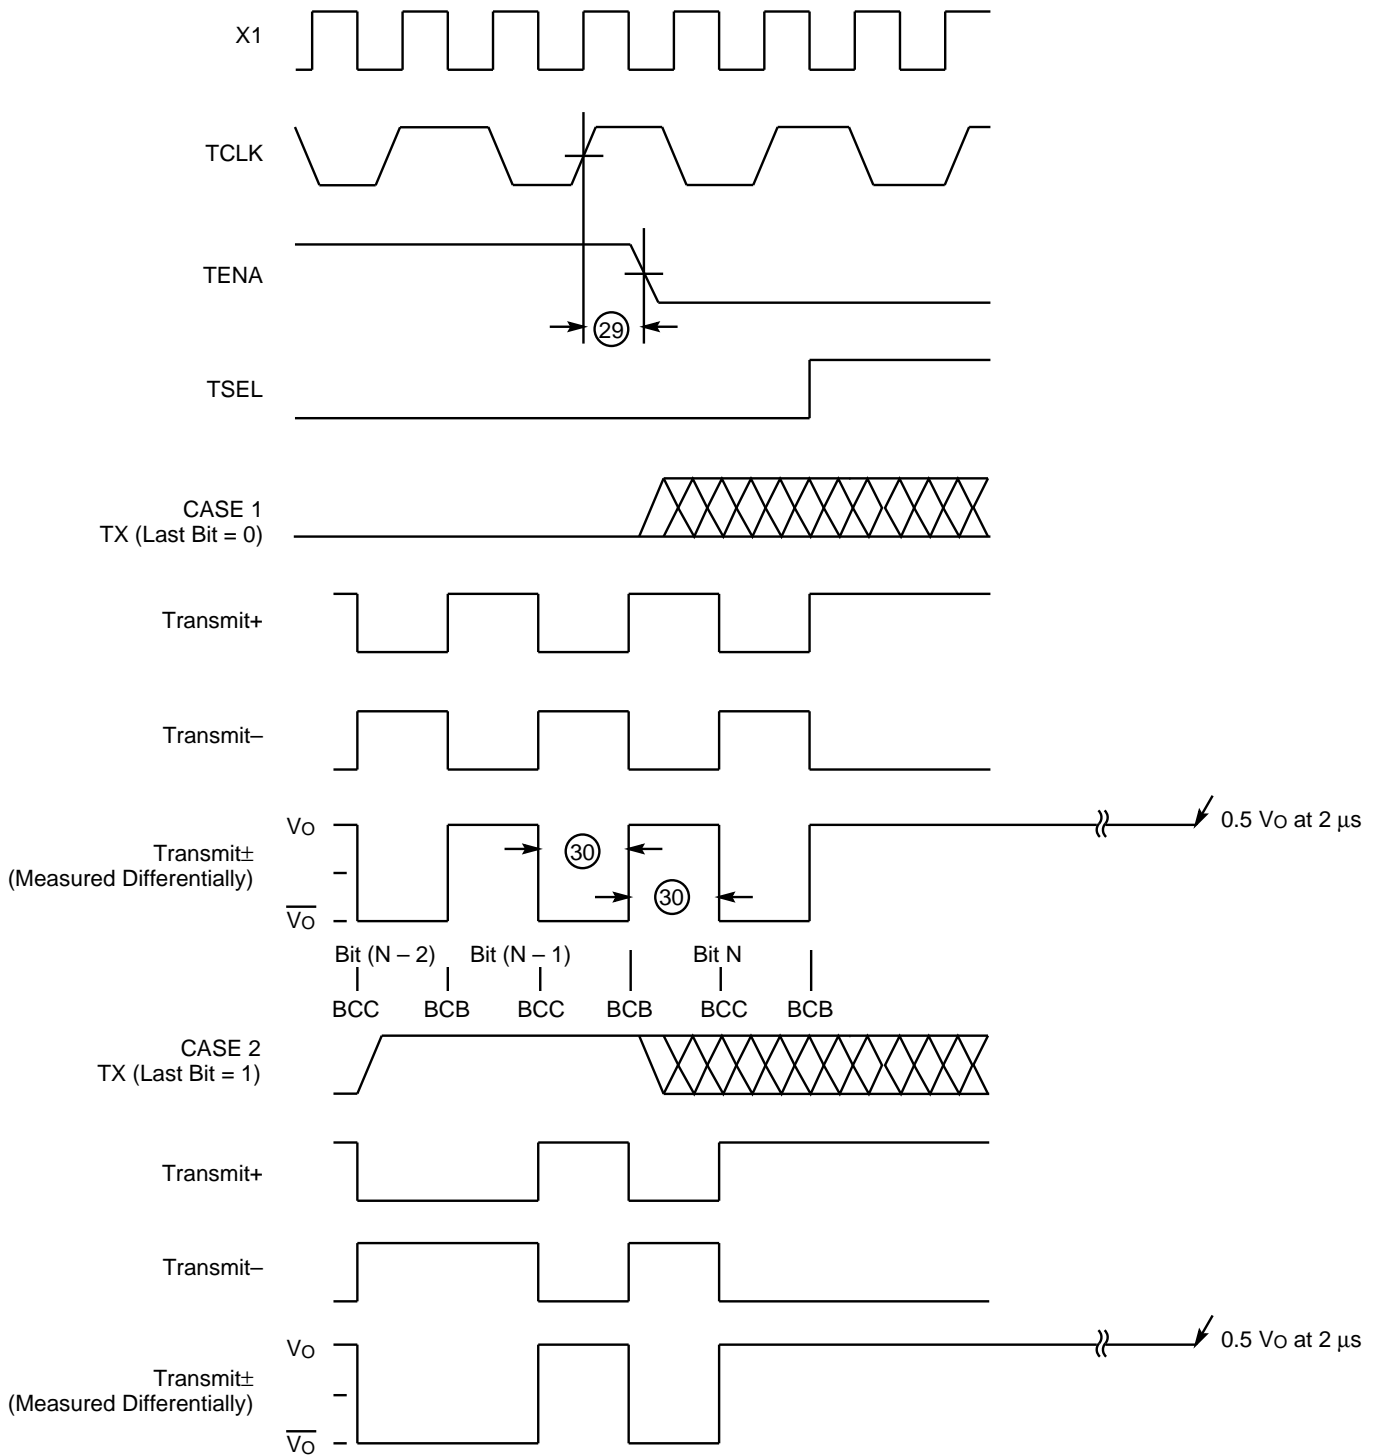 X1
TCLK
TENA
29
TSEL
CASE 1
TX (Last Bit = 0)
Transmit+
Transmit–
VO
0.5 VO at 2 µs
Transmit±
(Measured Differentially)
30
30
VO
Bit (N – 2)
Bit (N – 1)
Bit N
BCC
BCB
BCC
BCB
BCC
BCB
CASE 2
TX (Last Bit = 1)
Transmit+
Transmit–
VO
0.5 VO at 2 µs
Transmit±
(Measured Differentially)
VO